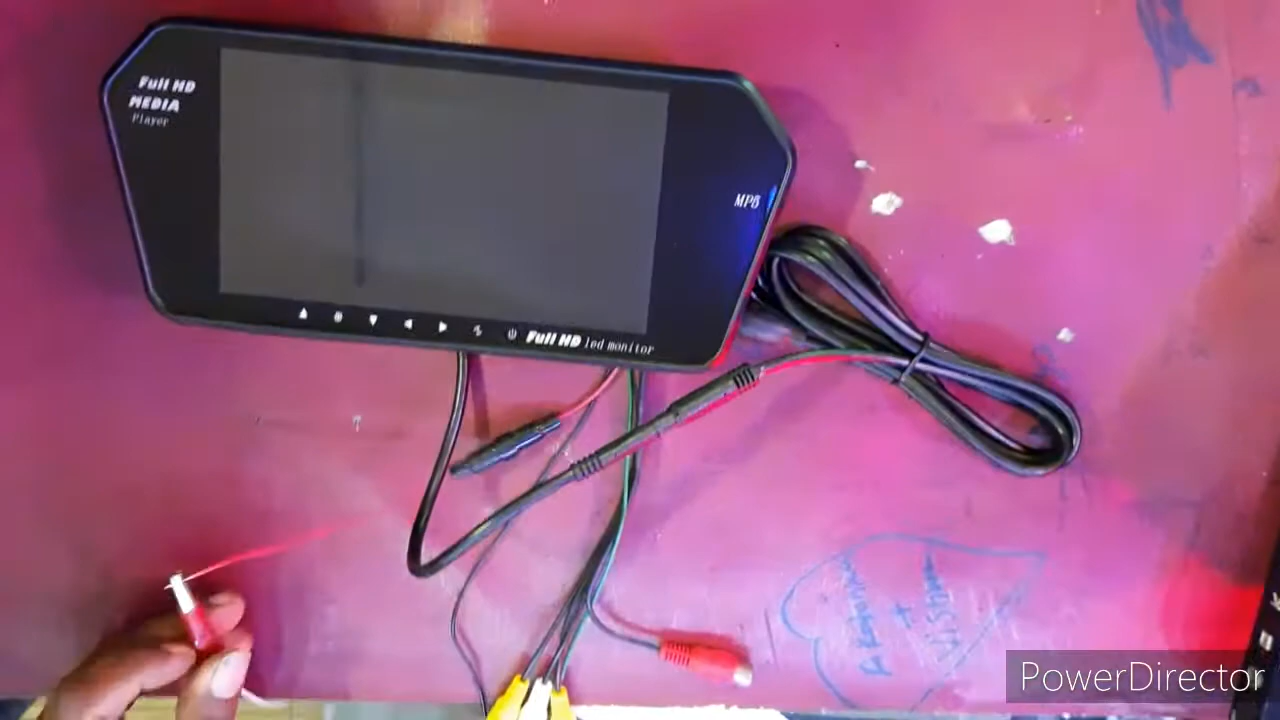 Full HD
MEDIA
Player
MP5
Full HD led monitor
+
PowerDirector